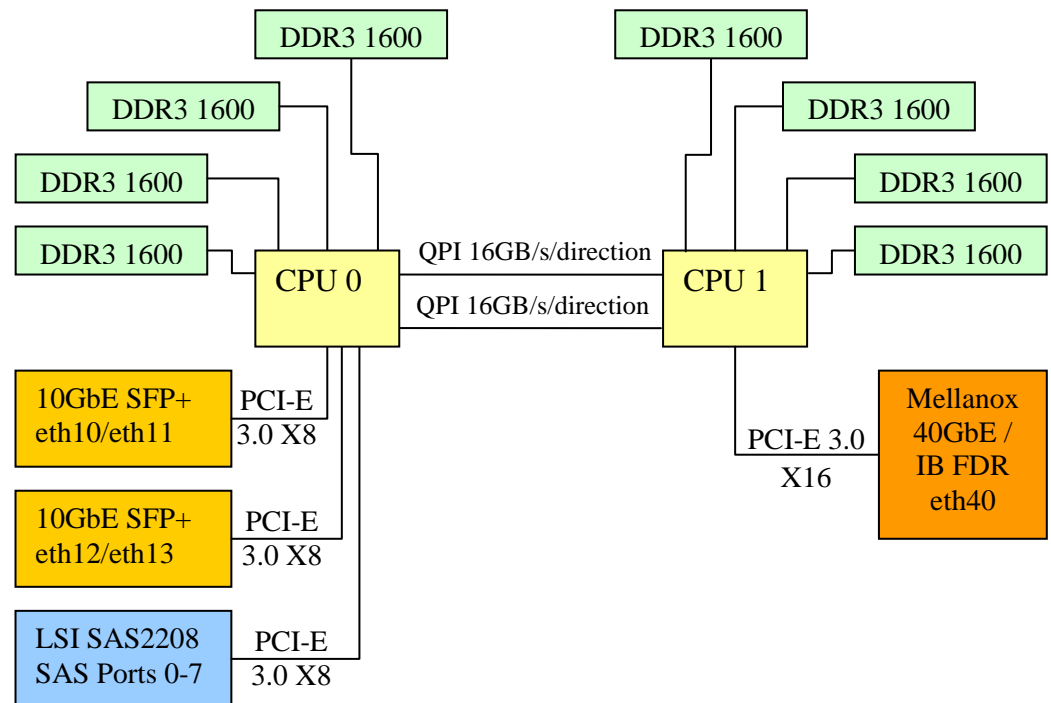 DDR3 1600
DDR3 1600
DDR3 1600
DDR3 1600
DDR3 1600
DDR3 1600
DDR3 1600
DDR3 1600
QPI 16GB/s/direction
CPU 0
CPU 1
QPI 16GB/s/direction
10GbE SFP+
eth10/eth11
PCI-E
3.0 X8
Mellanox
40GbE /
IB FDR
eth40
PCI-E 3.0
X16
10GbE SFP+
eth12/eth13
PCI-E
3.0 X8
LSI SAS2208
SAS Ports 0-7
PCI-E
3.0 X8